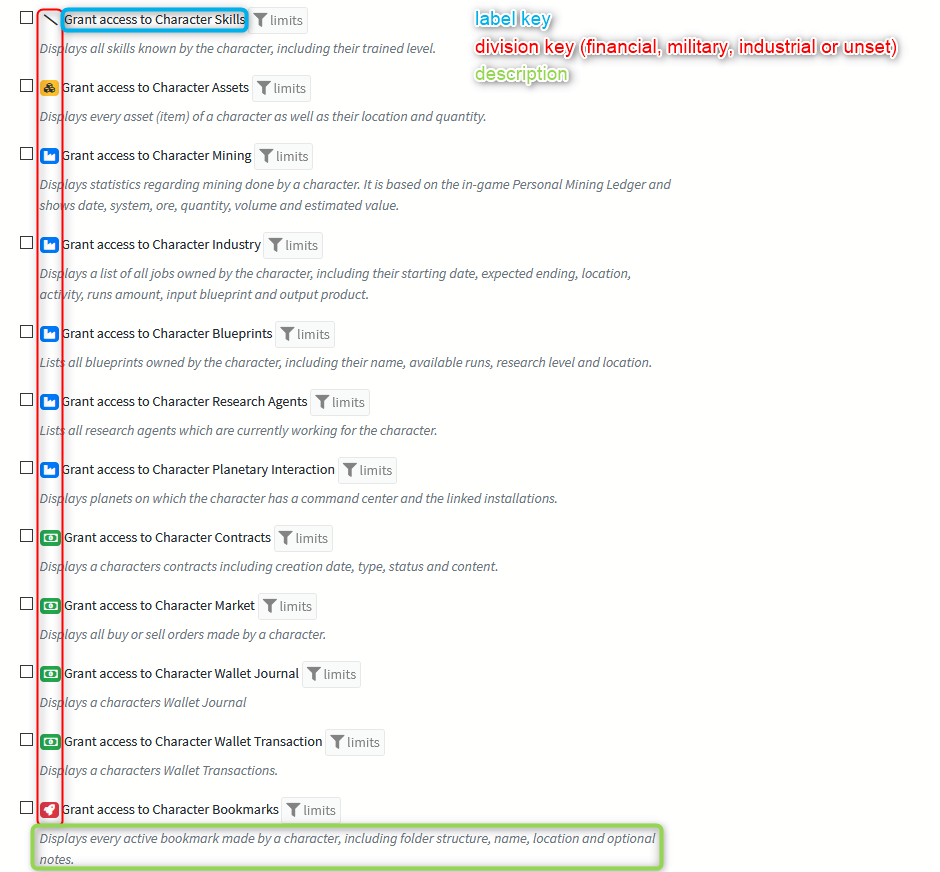 Grant access to Character Skills limits
label key
division key (financial, military, industrial or unset)
Displays all skills known by the character, including their trained level.
description
Grant access to Character Assets limits
Displays every asset (item) of a character as well as their location and quantity.
Grant access to Character Mining limits
Displays statistics regarding mining done by a character. It is based on the in-game Personal Mining Ledger and
shows date, system, ore, quantity, volume and estimated value.
Grant access to Character Industry limits
Displays a list of all jobs owned by the character, including their starting date, expected ending, location,
activity, runs amount, input blueprint and output product.
Grant access to Character Blueprints limits
Lists all blueprints owned by the character, including their name, available runs, research level and location.
Grant access to Character Research Agents limits
Lists all research agents which are currently working for the character.
Grant access to Character Planetary Interaction limits
Displays planets on which the character has a command center and the linked installations.
Grant access to Character Contracts limits
Displays a characters contracts including creation date, type, status and content.
Grant access to Character Market limits
Displays all buy or sell orders made by a character.
Grant access to Character Wallet Journal limits
Displays a characters Wallet Journal
Grant access to Character Wallet Transaction limits
Displays a characters Wallet Transactions.
Grant access to Character Bookmarks limits
Displays every active bookmark made by a character, including folder structure, name, location and optional
notes.